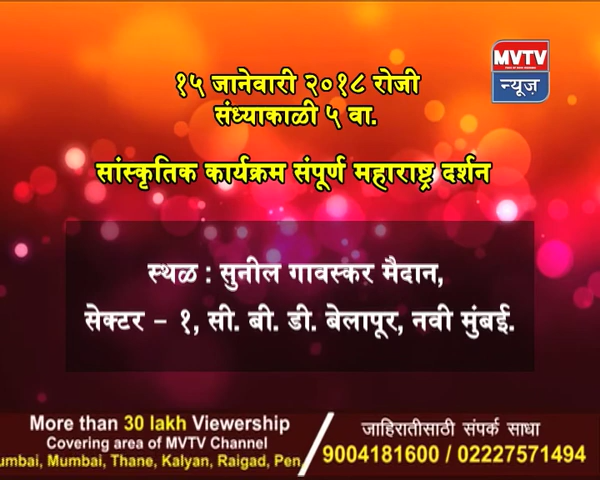 MVTV
न्यूज़
१५ जानेवारी २०१८ रोजी
संध्याकाळी ५ वा.
सांस्कृतिक कार्यक्रम संपूर्ण महाराष्ट्र दर्शन
स्थळ : सुनील गावस्कर मैदान,
सेक्टर – १, सी. बी. डी. बेलापूर, नवी मुंबई.
More than 30 lakh Viewership
Covering area of MVTV Channel
umbai, Mumbai, Thane, Kalyan, Raigad, Pen,
जाहिरातीसाठी संपर्क साधा
9004181600 / 02227571494